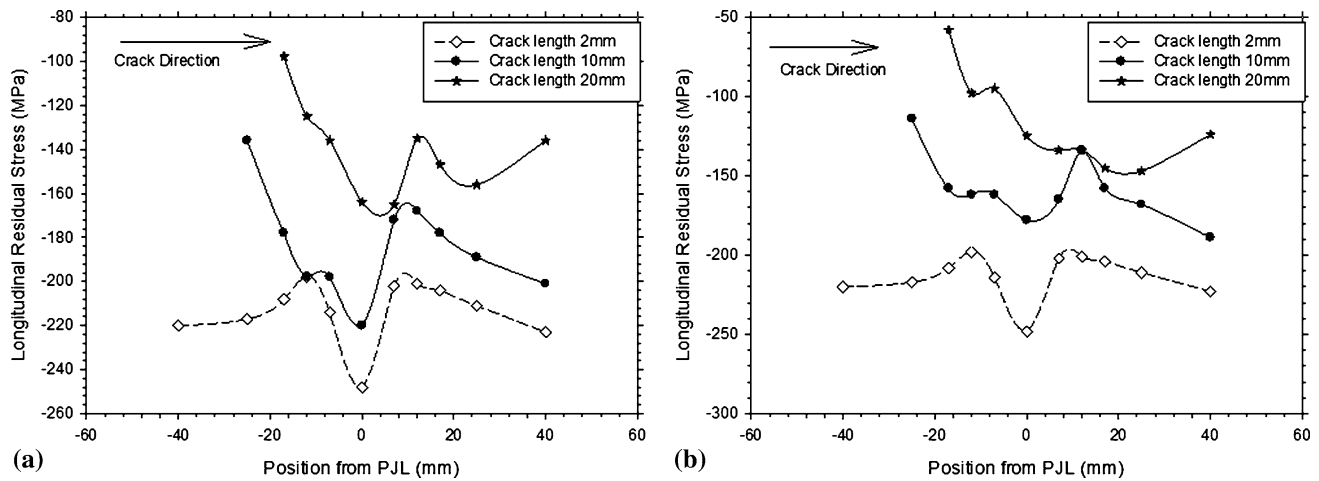 -80
-100
-120
-140
-160
-180
-200
-220
-240
-260
-60
-40
-20
0
20
40
60
Longitudinal Residual Stress (MPa)
Position from PJL (mm)
Crack Direction
Crack length 2mm
Crack length 10mm
Crack length 20mm
(a)
-50
-100
-150
-200
-250
-300
-60
-40
-20
0
20
40
60
Longitudinal Residual Stress (MPa)
Position from PJL (mm)
Crack Direction
Crack length 2mm
Crack length 10mm
Crack length 20mm
(b)